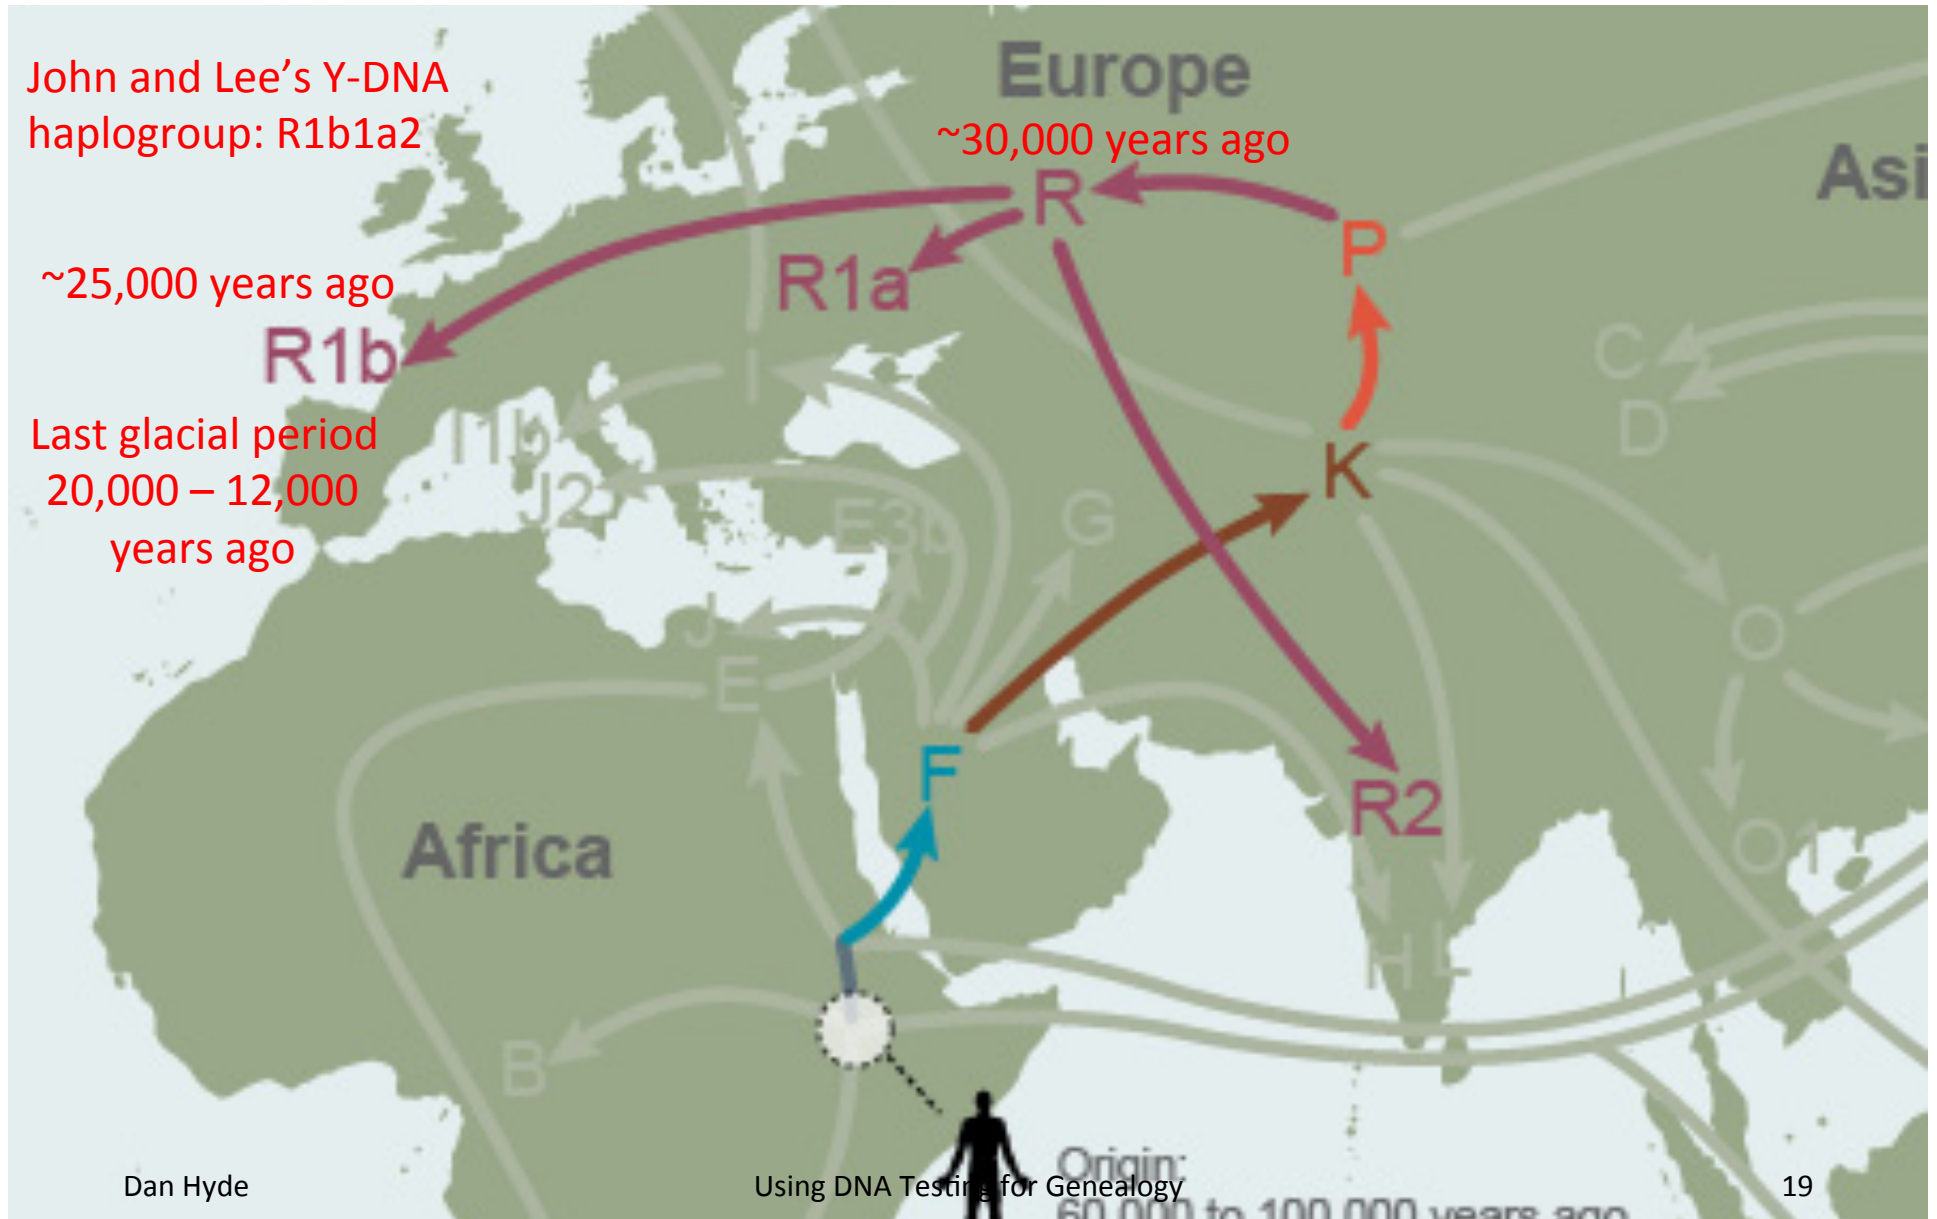 John and Lee’s Y-DNA
haplogroup: R1b1a2
Europe
~30,000 years ago
Asi
R
P
R1a
~25,000 years ago
R1b
C
D
I
Last glacial period
20,000 – 12,000
years ago
I1b
K
J2
E3b
G
J
E
O
F
R2
Africa
O1
H
L
B
Origin:
60,000 to 100,000 years ago
Dan Hyde
Using DNA Testing for Genealogy
19